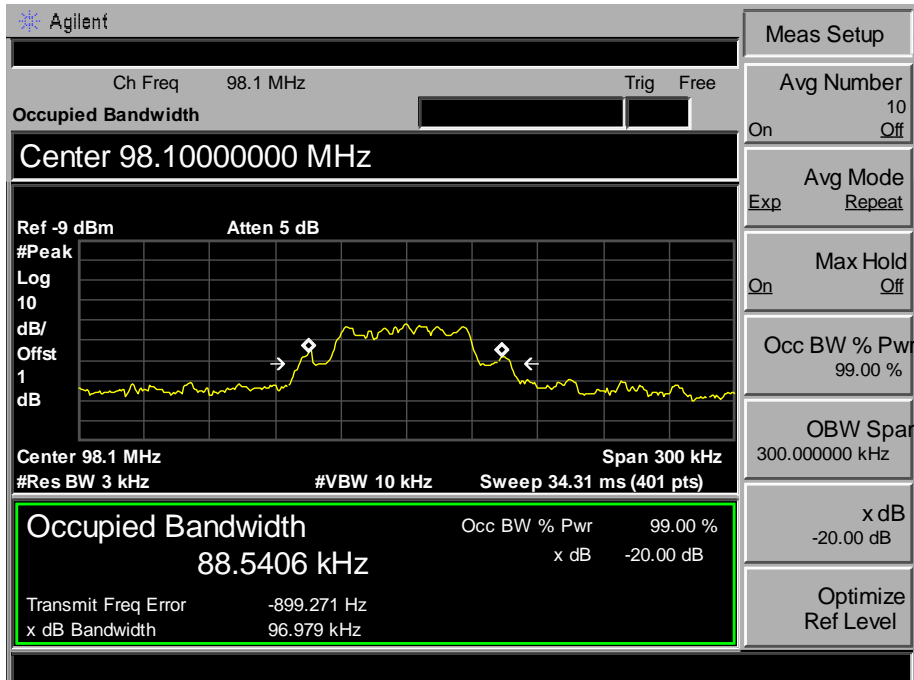 Agilent
Ch Freq 98.1 MHz Trig Free
Occupied Bandwidth
Center 98.10000000 MHz
Ref -9 dBm Atten 5 dB
#Peak
Log
10
dB/
Offst
1
dB
Center 98.1 MHz Span 300 kHz
#Res BW 3 kHz #VBW 10 kHz Sweep 34.31 ms (401 pts)
Occupied Bandwidth
88.5406 kHz
Occ BW % Pwr 99.00 %
x dB -20.00 dB
Transmit Freq Error -899.271 Hz
x dB Bandwidth 96.979 kHz
Meas Setup
Avg Number
10
On Off
Avg Mode
Exp Repeat
Max Hold
On Off
Occ BW % Pwr
99.00 %
OBW Span
300.000000 kHz
x dB
-20.00 dB
Optimize
Ref Level